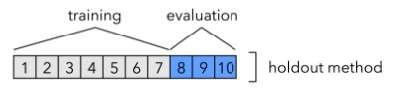 training evaluation
1 2 3 4 5 6 7 8 9 10 holdout method